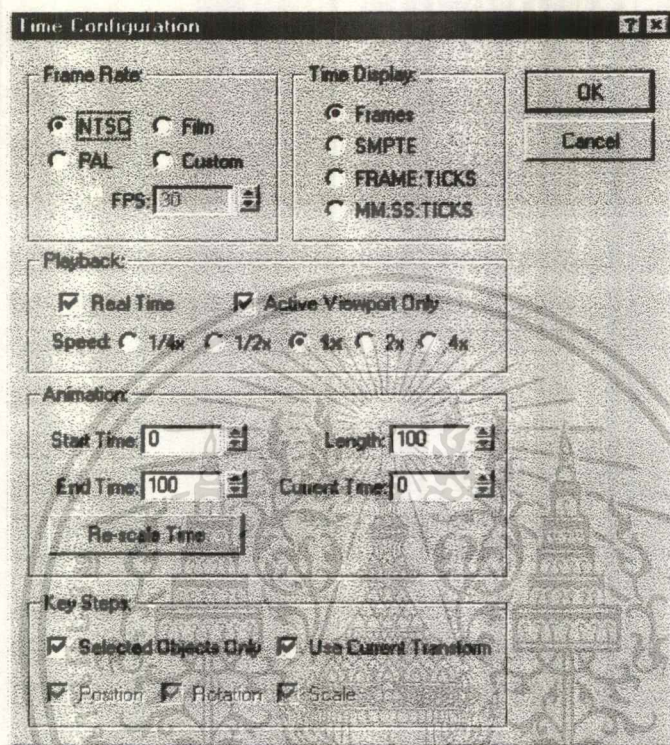 Time Configuration
Frame Rate:
NTSC Film
PAL Custom
FPS: 30
Time Display:
Frames
SMPTE
FRAME:TICKS
MM:SS:TICKS
OK
Cancel
Playback:
Real Time Active Viewport Only
Speed: 1/4x 1/2x 1x 2x 4x
Animation:
Start Time: 0 Length: 100
End Time: 100 Current Time: 0
Re-scale Time
Key Steps:
Selected Objects Only Use Current Transform
Position Rotation Scale